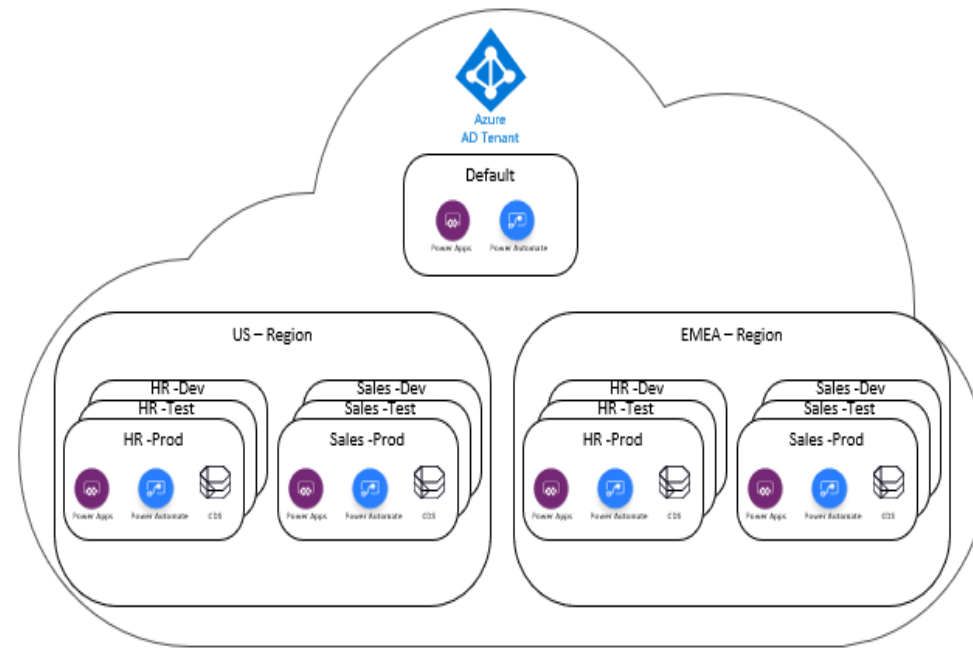 Azure
AD Tenant
Default
Power Apps Power Automate
US – Region
HR -Dev
HR -Test
HR -Prod
Power Apps Power Automate CDS
Sales -Dev
Sales -Test
Sales -Prod
Power Apps Power Automate CDS
EMEA – Region
HR -Dev
HR -Test
HR -Prod
Power Apps Power Automate CDS
Sales -Dev
Sales -Test
Sales -Prod
Power Apps Power Automate CDS